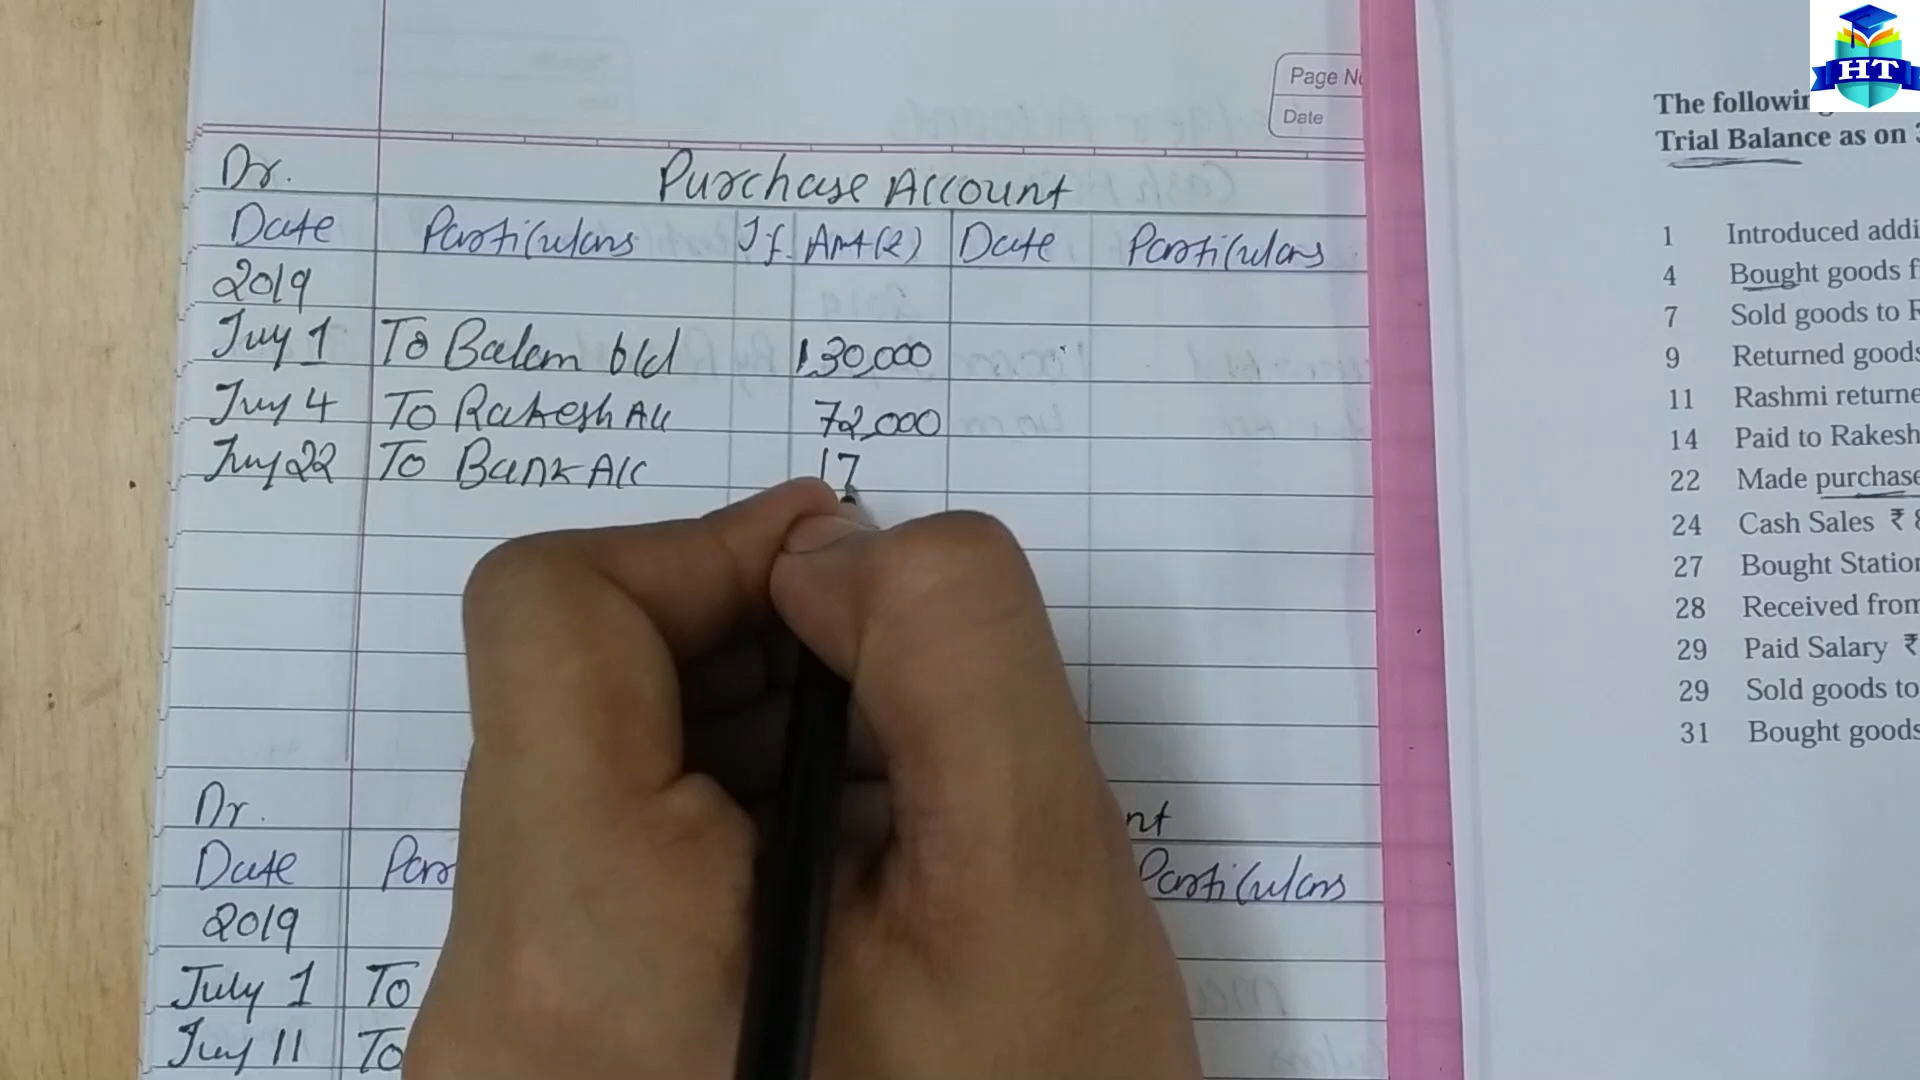 HT
Page No
Date
Dr.
Purchase Account
Date Particulars J.f. Amt(₹) Date Particulars
2019
July 1 To Balam b/d 1,30,000
July 4 To Rakesh A/c 72,000
July 22 To Bank A/c 17
Dr. nt
Date Par Particulars
2019
July 1 To
July 11 To
The followin
Trial Balance as on 3
1 Introduced addi
4 Bought goods f
7 Sold goods to R
9 Returned goods
11 Rashmi returne
14 Paid to Rakesh
22 Made purchase
24 Cash Sales ₹ 8
27 Bought Station
28 Received from
29 Paid Salary ₹
29 Sold goods to
31 Bought goods